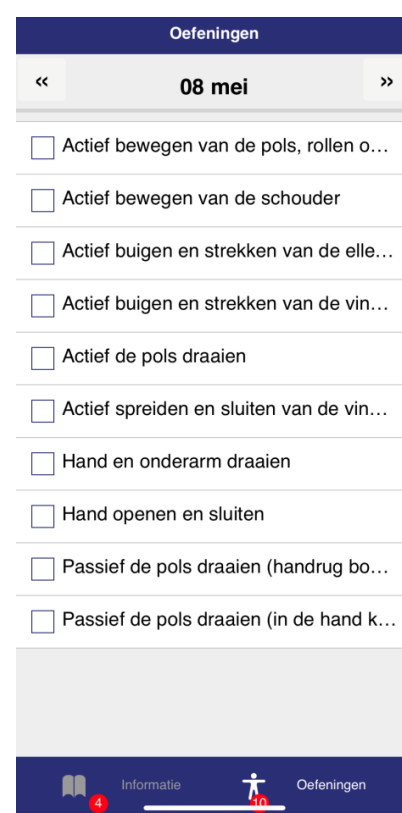 Oefeningen
« 08 mei »
Actief bewegen van de pols, rollen o...
Actief bewegen van de schouder
Actief buigen en strekken van de elle...
Actief buigen en strekken van de vin...
Actief de pols draaien
Actief spreiden en sluiten van de vin...
Hand en onderarm draaien
Hand openen en sluiten
Passief de pols draaien (handrug bo...
Passief de pols draaien (in de hand k...
4 Informatie 10 Oefeningen